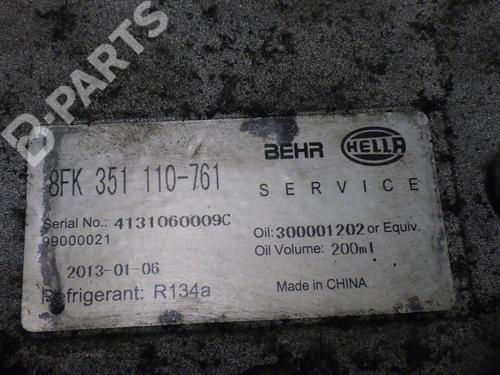 B-PARTS
BEHR HELLA
8FK 351 110-761
SERVICE
Serial No.: 4131060009C
99000021
Oil: 300001202 or Equiv.
Oil Volume: 200ml
2013-01-06
Refrigerant: R134a
Made in CHINA